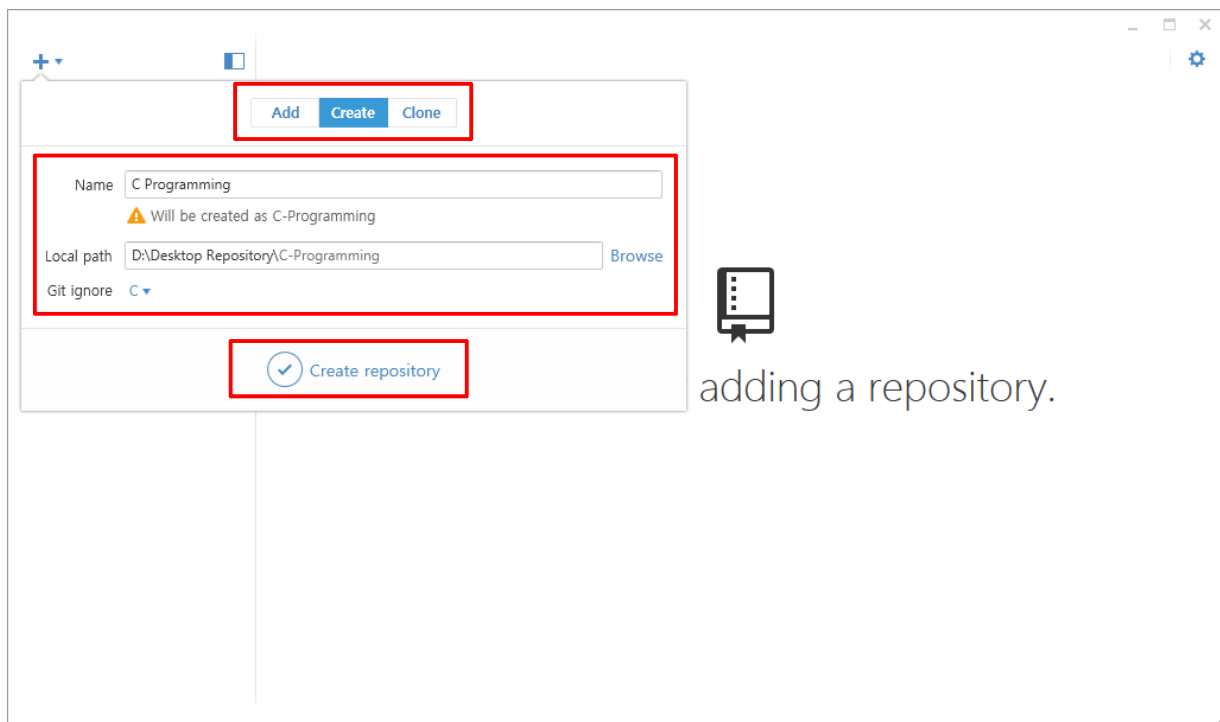 Add Create Clone
Name C Programming
Will be created as C-Programming
Local path D:\Desktop Repository\C-Programming Browse
Git ignore C
Create repository
adding a repository.